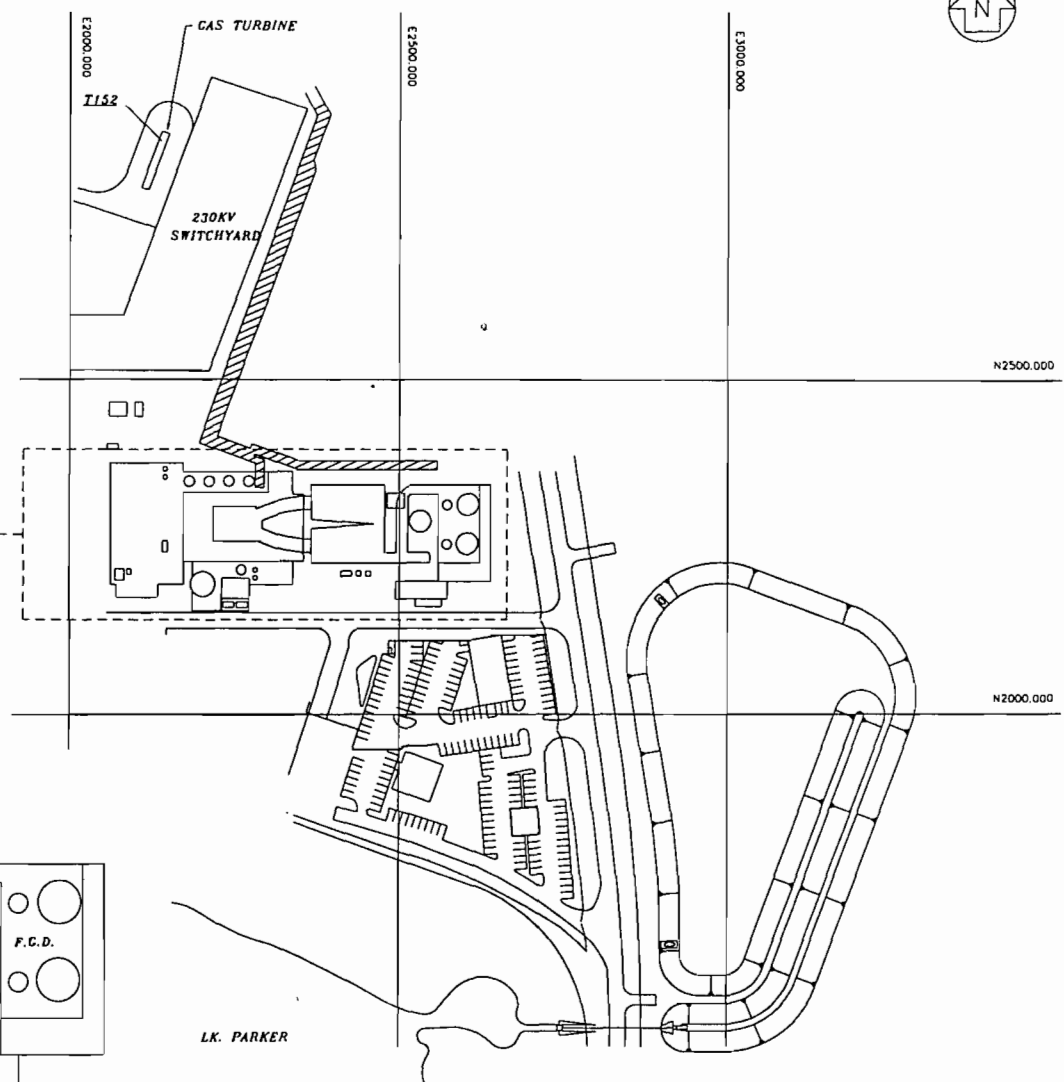 N
E2000.000
GAS TURBINE
E2500.000
E3000.000
T152
230KV
SWITCHYARD
N2500.000
N2000.000
F.G.D.
LK. PARKER